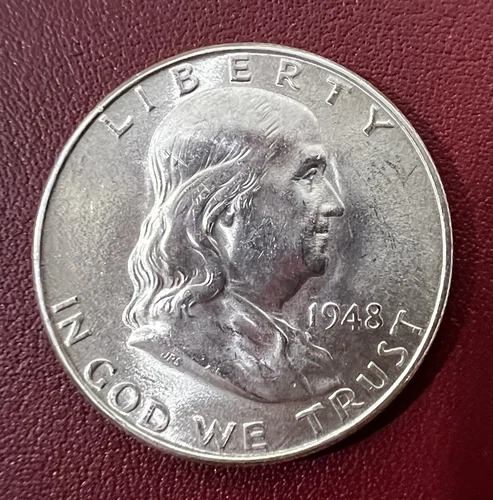 LIBERTY
1948
JRS
IN GOD WE TRUST